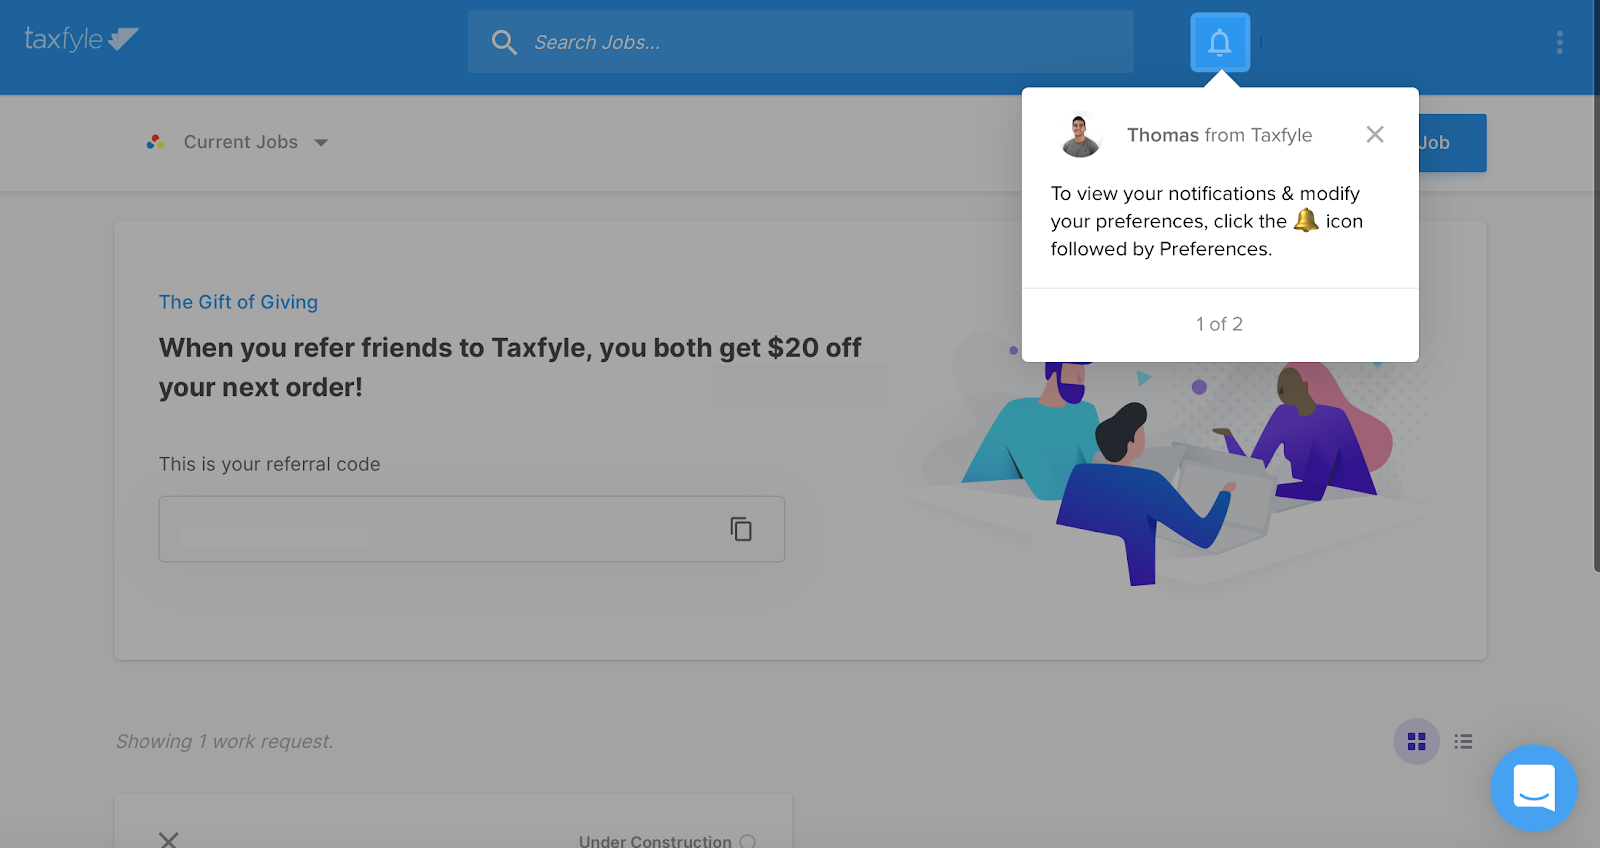 taxfyle
Search Jobs...
Current Jobs
Thomas from Taxfyle
Job
To view your notifications & modify
your preferences, click the 🔔 icon
followed by Preferences.
1 of 2
The Gift of Giving
When you refer friends to Taxfyle, you both get $20 off
your next order!
This is your referral code
Showing 1 work request.
Under Construction